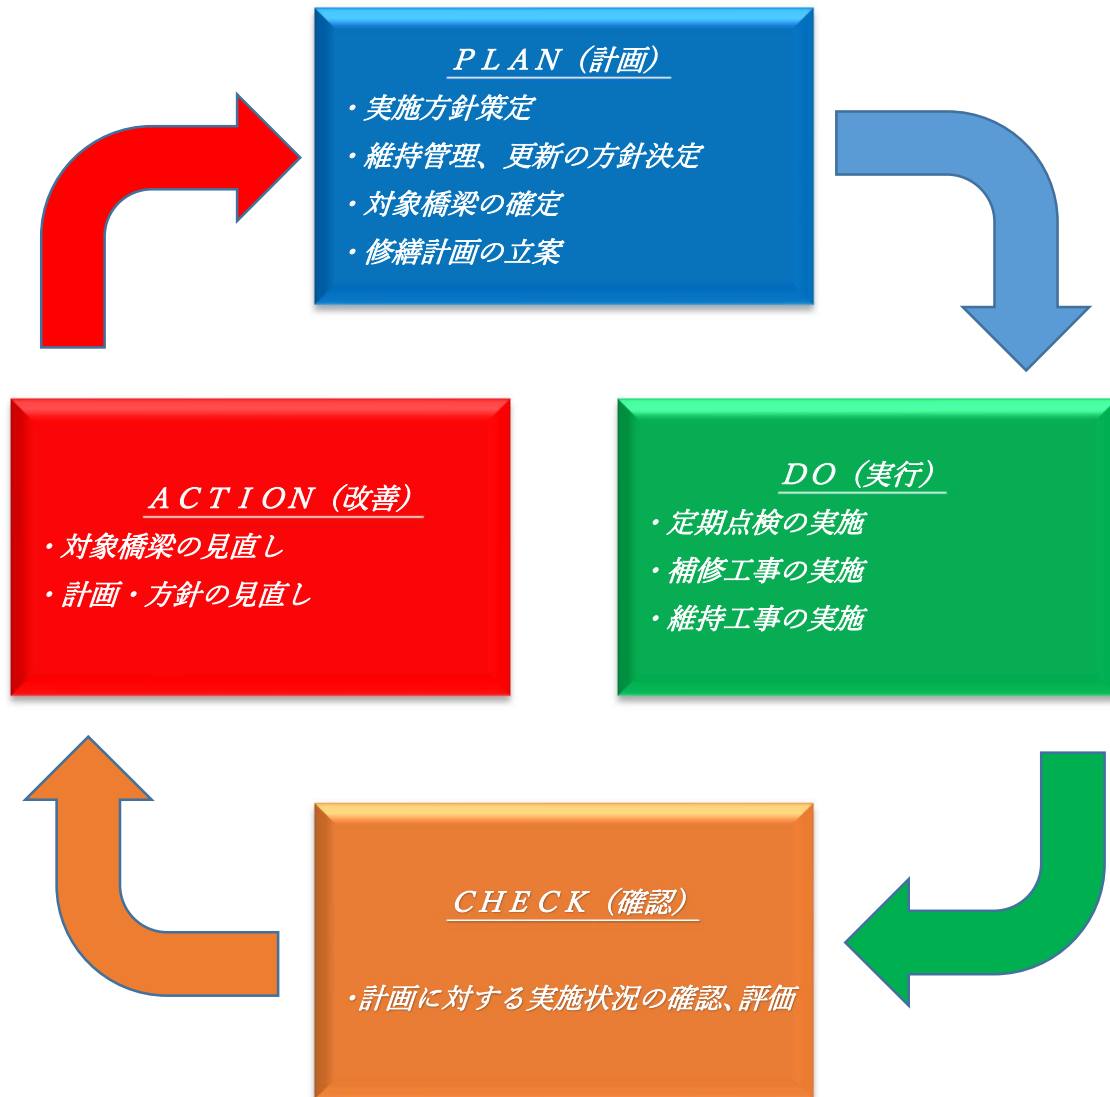 ＰＬＡＮ（計画）
・実施方針策定
・維持管理、更新の方針決定
・対象橋梁の確定
・修繕計画の立案
ＤＯ（実行）
・定期点検の実施
・補修工事の実施
・維持工事の実施
ＣＨＥＣＫ（確認）
・計画に対する実施状況の確認、評価
ＡＣＴＩＯＮ（改善）
・対象橋梁の見直し
・計画・方針の見直し